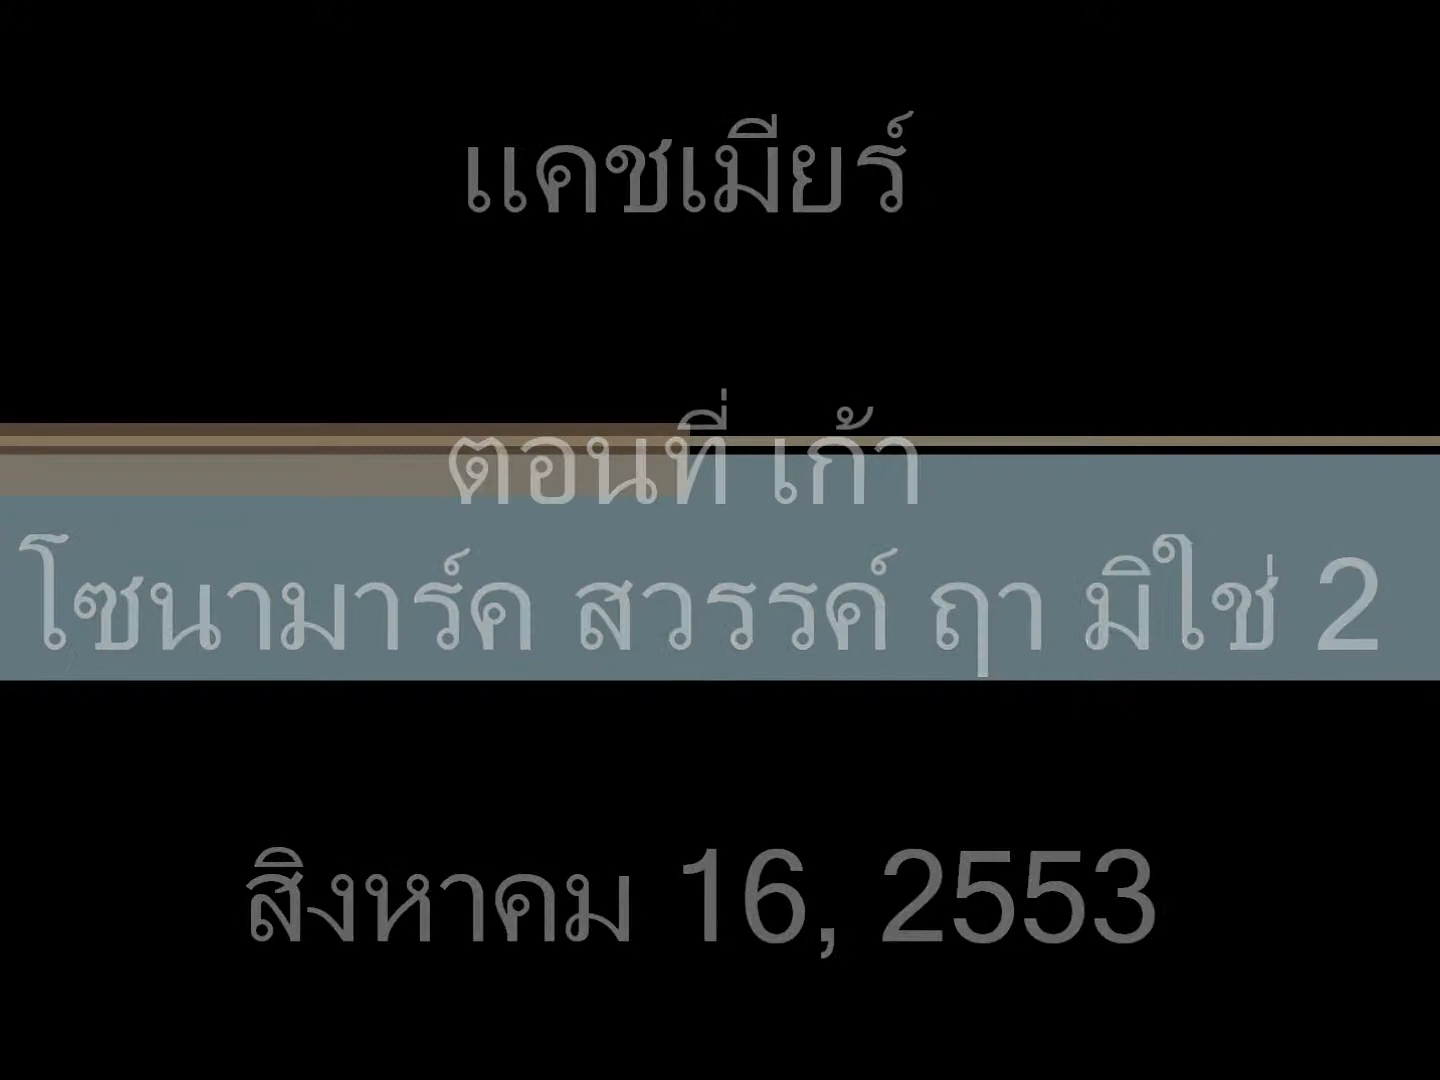 แคชเมียร์
ตอนที่ เก้า
โซนามาร์ค สวรรค์ ฤา มิใช่ 2
สิงหาคม 16, 2553